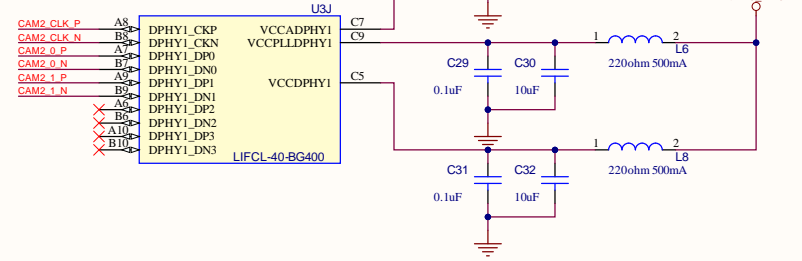 U3J
CAM2_CLK_P A8 DPHY1_CKP VCCADPHY1 C7
CAM2_CLK_N B8 DPHY1_CKN VCCPLLDPHY1 C9 1 2 L6
CAM2_0_P A7 DPHY1_DP0
CAM2_0_N B7 DPHY1_DN0 C29 C30 220ohm 500mA
CAM2_1_P A9 DPHY1_DP1 VCCDPHY1 C5
CAM2_1_N B9 DPHY1_DN1 0.1uF 10uF
A6 DPHY1_DP2
B6 DPHY1_DN2
A10 DPHY1_DP3
B10 DPHY1_DN3 1 2
LIFCL-40-BG400 L8
C31 C32 220ohm 500mA
0.1uF 10uF